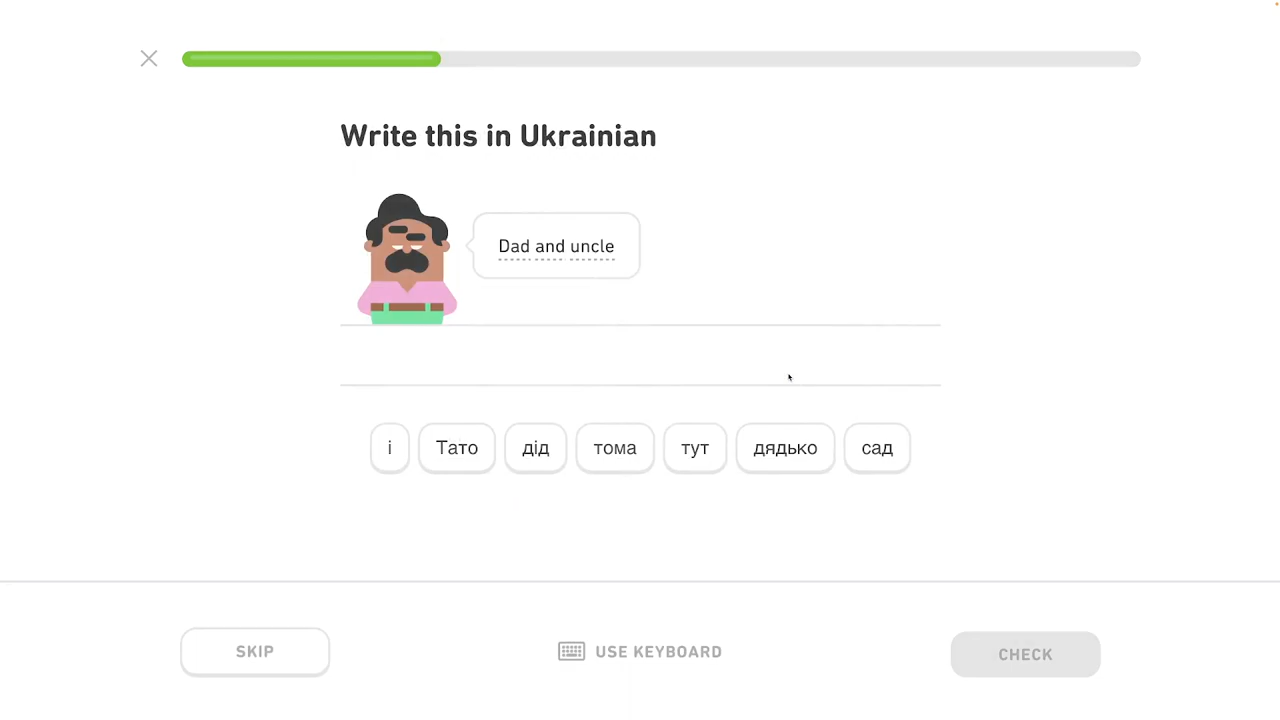 Write this in Ukrainian
Dad and uncle
і Тато дід тома тут дядько сад
SKIP USE KEYBOARD CHECK